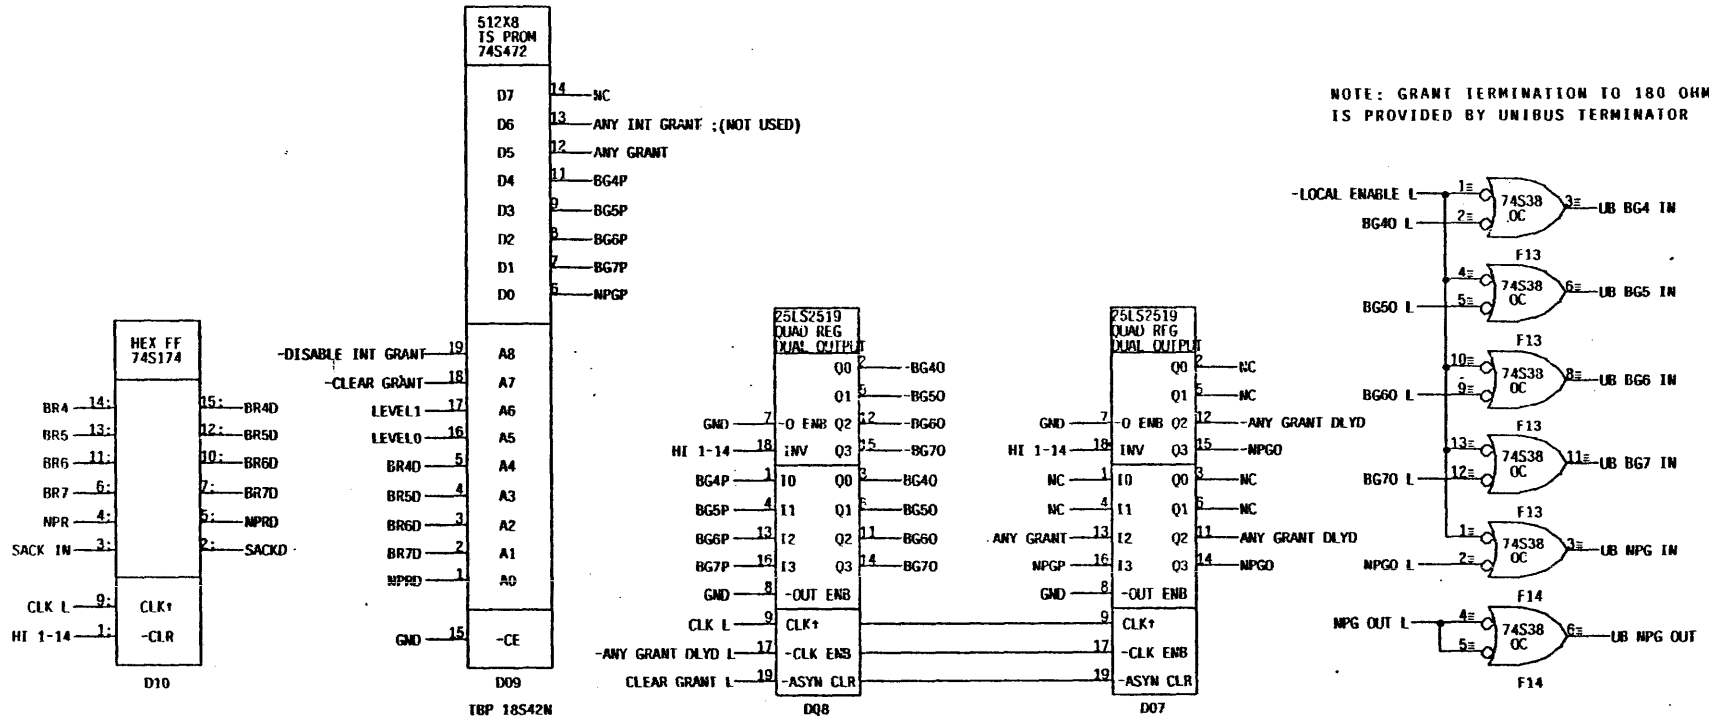 512X8
TS PROM
74S472
D7 14 NC
D6 13 ANY INT GRANT ;(NOT USED)
D5 12 ANY GRANT
D4 11 BG4P
D3 9 BG5P
D2 8 BG6P
D1 7 BG7P
D0 6 NPGP
-DISABLE INT GRANT 19 A8
-CLEAR GRANT 18 A7
LEVEL1 17 A6
LEVEL0 16 A5
BR4D 5 A4
BR5D 4 A3
BR6D 3 A2
BR7D 2 A1
NPRD 1 A0
GND 15 -CE
D09
TBP 18S42N
HEX FF
74S174
BR4 14: 15: BR4D
BR5 13: 12: BR5D
BR6 11: 10: BR6D
BR7 6: 7: BR7D
NPR 4: 5: NPRD
SACK IN 3: 2: SACKD
CLK L 9: CLK↑
HI 1-14 1: -CLR
D10
25LS2519
QUAD REG
DUAL OUTPUT
Q0 2 -BG40
Q1 5 -BG50
GND 7 -O ENB Q2 12 -BG60
HI 1-14 18 INV Q3 15 -BG70
BG4P 1 I0 Q0 3 BG40
BG5P 4 I1 Q1 6 BG50
BG6P 13 I2 Q2 11 BG60
BG7P 16 I3 Q3 14 BG70
GND 8 -OUT ENB
CLK L 9 CLK↑
-ANY GRANT DLYD L 17 -CLK ENB
CLEAR GRANT L 19 -ASYN CLR
D08
25LS2519
QUAD REG
DUAL OUTPUT
Q0 2 NC
Q1 5 NC
GND 7 -O ENB Q2 12 -ANY GRANT DLYD
HI 1-14 18 INV Q3 15 -NPGO
NC 1 I0 Q0 3 NC
NC 4 I1 Q1 6 NC
ANY GRANT 13 I2 Q2 11 ANY GRANT DLYD
NPGP 16 I3 Q3 14 NPGO
GND 8 -OUT ENB
9 CLK↑
17 -CLK ENB
19 -ASYN CLR
D07
NOTE: GRANT TERMINATION TO 180 OHM
IS PROVIDED BY UNIBUS TERMINATOR
-LOCAL ENABLE L 1≡ 74S38 3≡ UB BG4 IN
BG40 L 2≡ OC
F13
4≡ 74S38 6≡ UB BG5 IN
BG50 L 5≡ OC
F13
10≡ 74S38 8≡ UB BG6 IN
BG60 L 9≡ OC
F13
13≡ 74S38 11≡ UB BG7 IN
BG70 L 12≡ OC
F13
1≡ 74S38 3≡ UB NPG IN
NPGO L 2≡ OC
F14
NPG OUT L 4≡ 74S38 6≡ UB NPG OUT
5≡ OC
F14